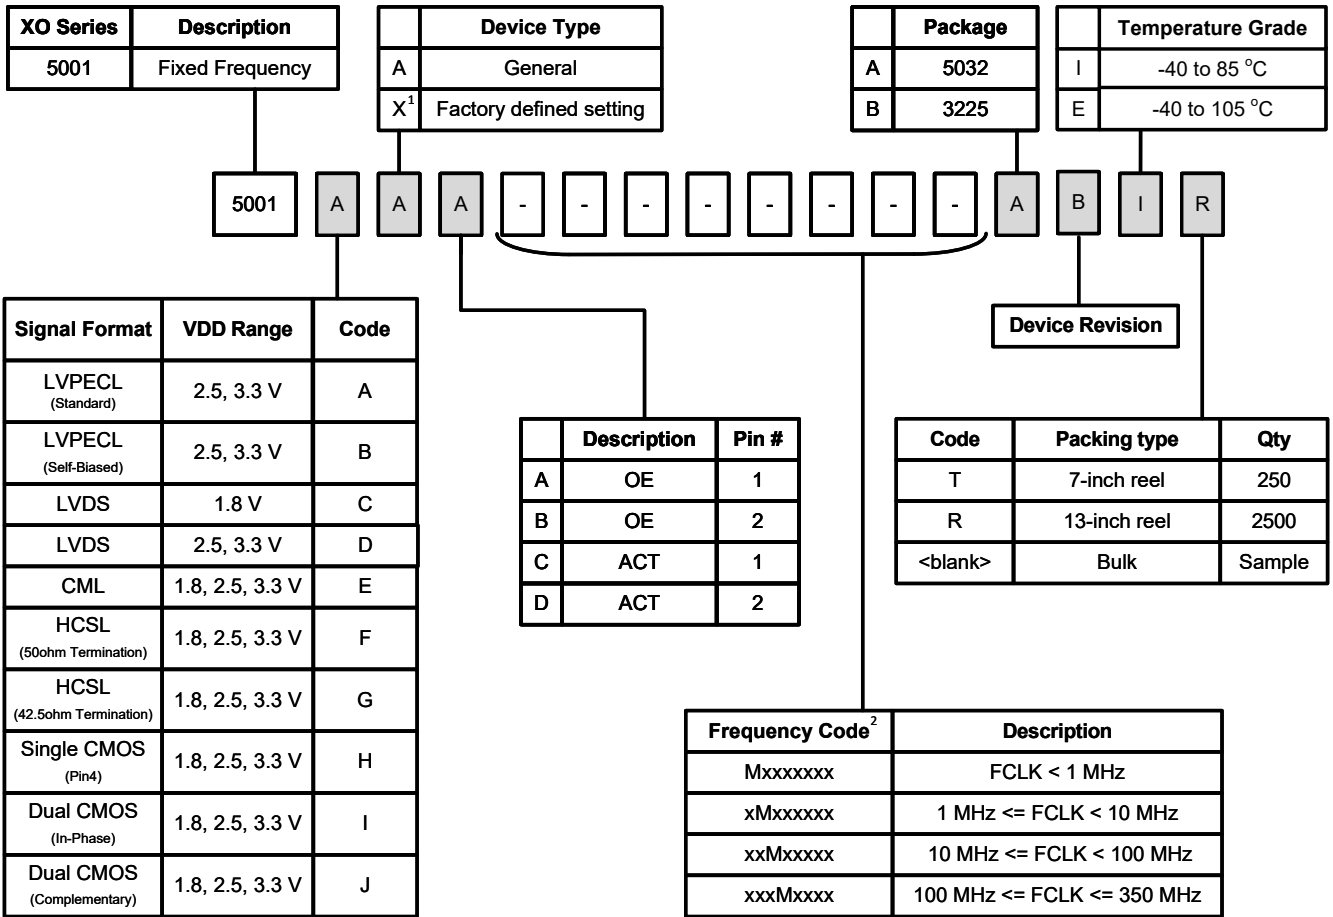 XO Series Description
5001 Fixed Frequency
Device Type
A General
X1 Factory defined setting
Package
A 5032
B 3225
Temperature Grade
I -40 to 85 °C
E -40 to 105 °C
5001 A A A - - - - - - - - A B I R
Device Revision
Signal Format VDD Range Code
LVPECL
(Standard)
2.5, 3.3 V A
LVPECL
(Self-Biased)
2.5, 3.3 V B
LVDS 1.8 V C
LVDS 2.5, 3.3 V D
CML 1.8, 2.5, 3.3 V E
HCSL
(50ohm Termination)
1.8, 2.5, 3.3 V F
HCSL
(42.5ohm Termination)
1.8, 2.5, 3.3 V G
Single CMOS
(Pin4)
1.8, 2.5, 3.3 V H
Dual CMOS
(In-Phase)
1.8, 2.5, 3.3 V I
Dual CMOS
(Complementary)
1.8, 2.5, 3.3 V J
Description Pin #
A OE 1
B OE 2
C ACT 1
D ACT 2
Code Packing type Qty
T 7-inch reel 250
R 13-inch reel 2500
<blank> Bulk Sample
Frequency Code2 Description
Mxxxxxxx FCLK < 1 MHz
xMxxxxxx 1 MHz <= FCLK < 10 MHz
xxMxxxxx 10 MHz <= FCLK < 100 MHz
xxxMxxxx 100 MHz <= FCLK <= 350 MHz